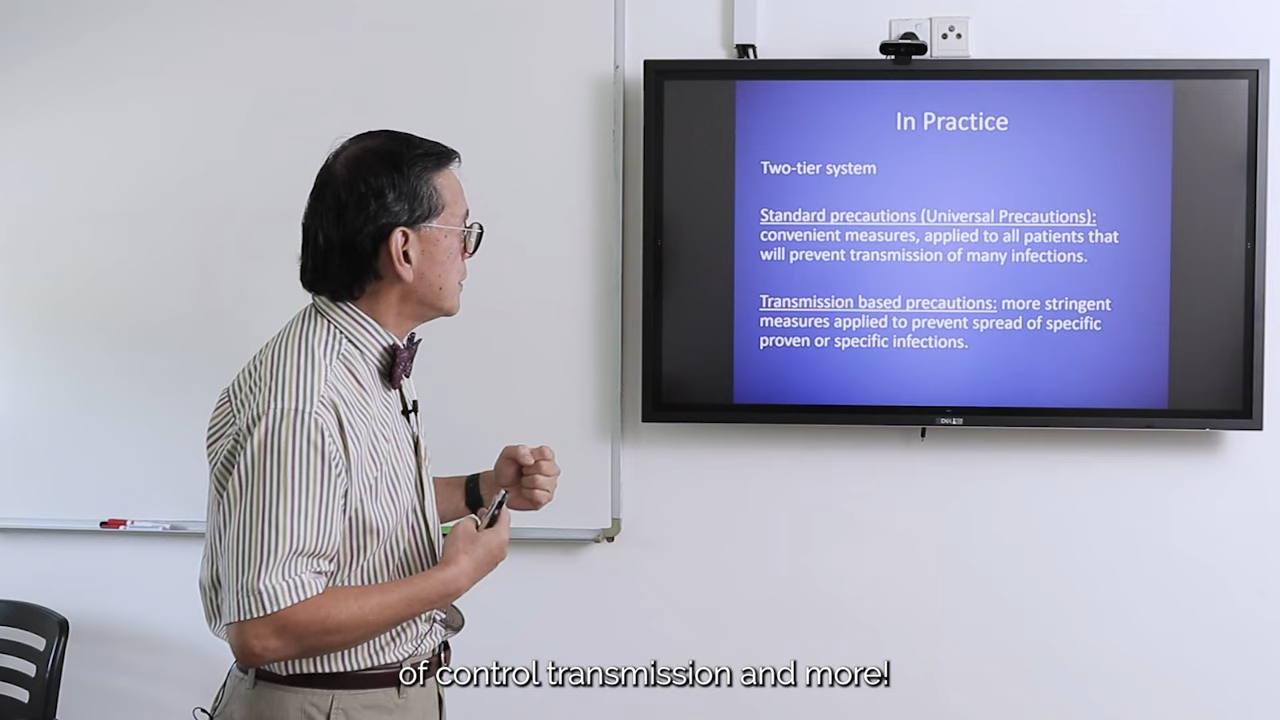 In Practice
Two-tier system
Standard precautions (Universal Precautions):
convenient measures, applied to all patients that
will prevent transmission of many infections.
Transmission based precautions: more stringent
measures applied to prevent spread of specific
proven or specific infections.
DELL
of control transmission and more!